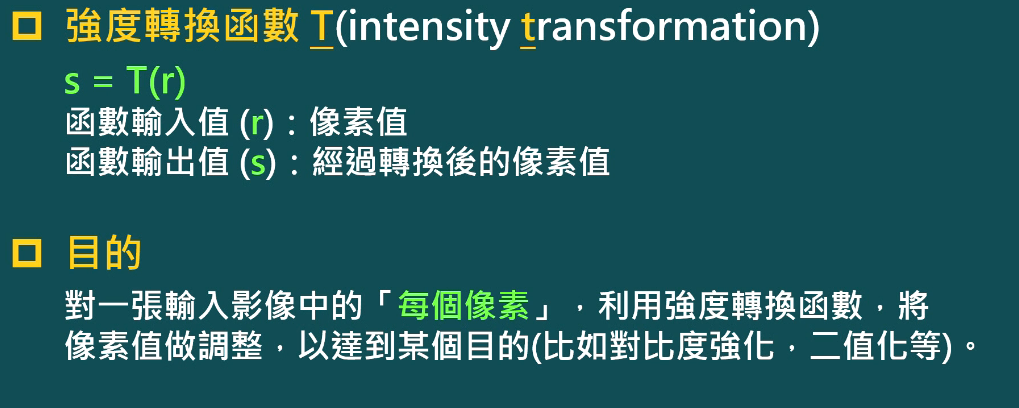 強度轉換函數 T(intensity transformation)
s = T(r)
函數輸入值 (r):像素值
函數輸出值 (s):經過轉換後的像素值
目的
對一張輸入影像中的「每個像素」,利用強度轉換函數,將
像素值做調整,以達到某個目的(比如對比度強化,二值化等)。